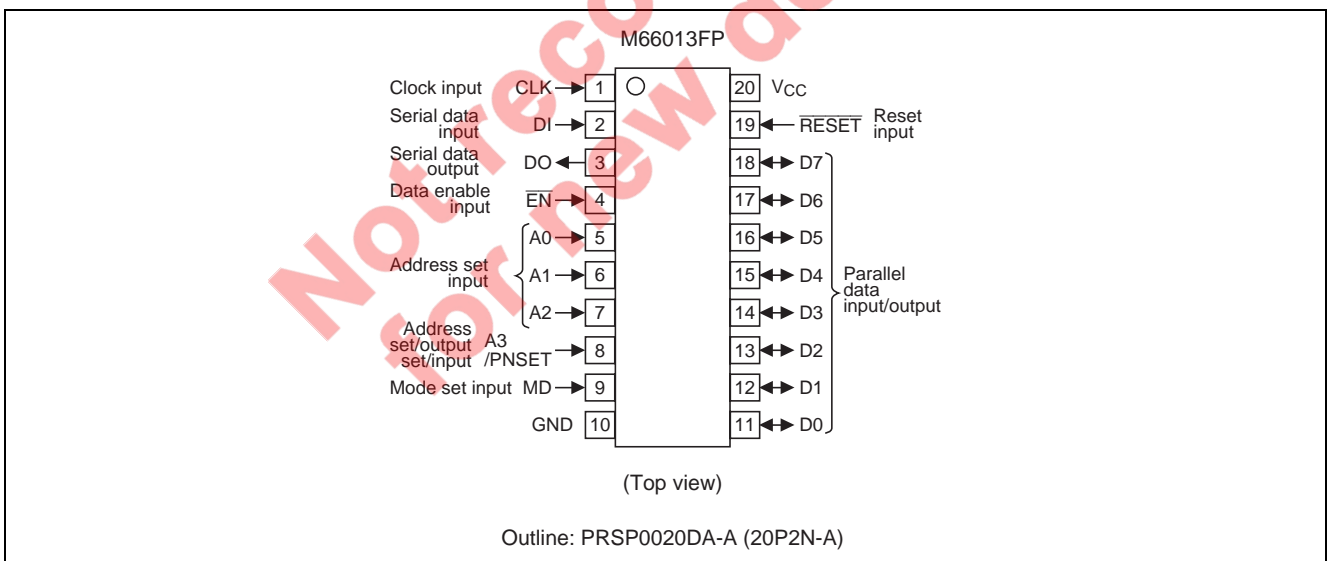 M66013FP
Clock input CLK 1
Serial data input DI 2
Serial data output DO 3
Data enable input EN 4
Address set input
A0 5
A1 6
A2 7
Address set/output set/input A3 /PNSET 8
Mode set input MD 9
GND 10
20 VCC
19 RESET Reset input
18 D7
17 D6
16 D5
15 D4
14 D3
13 D2
12 D1
11 D0
Parallel data input/output
(Top view)
Outline: PRSP0020DA-A (20P2N-A)
Not
for new